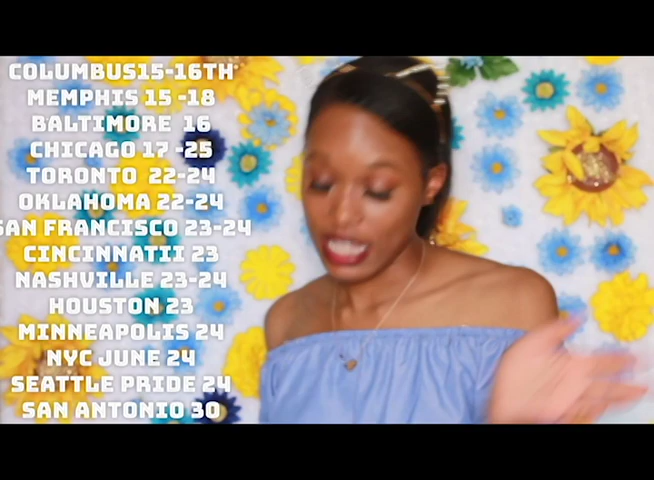 COLUMBUS15-16TH
MEMPHIS 15 -18
BALTIMORE 16
CHICAGO 17 -25
TORONTO 22-24
OKLAHOMA 22-24
SAN FRANCISCO 23-24
CINCINNATII 23
NASHVILLE 23-24
HOUSTON 23
MINNEAPOLIS 24
NYC JUNE 24
SEATTLE PRIDE 24
SAN ANTONIO 30